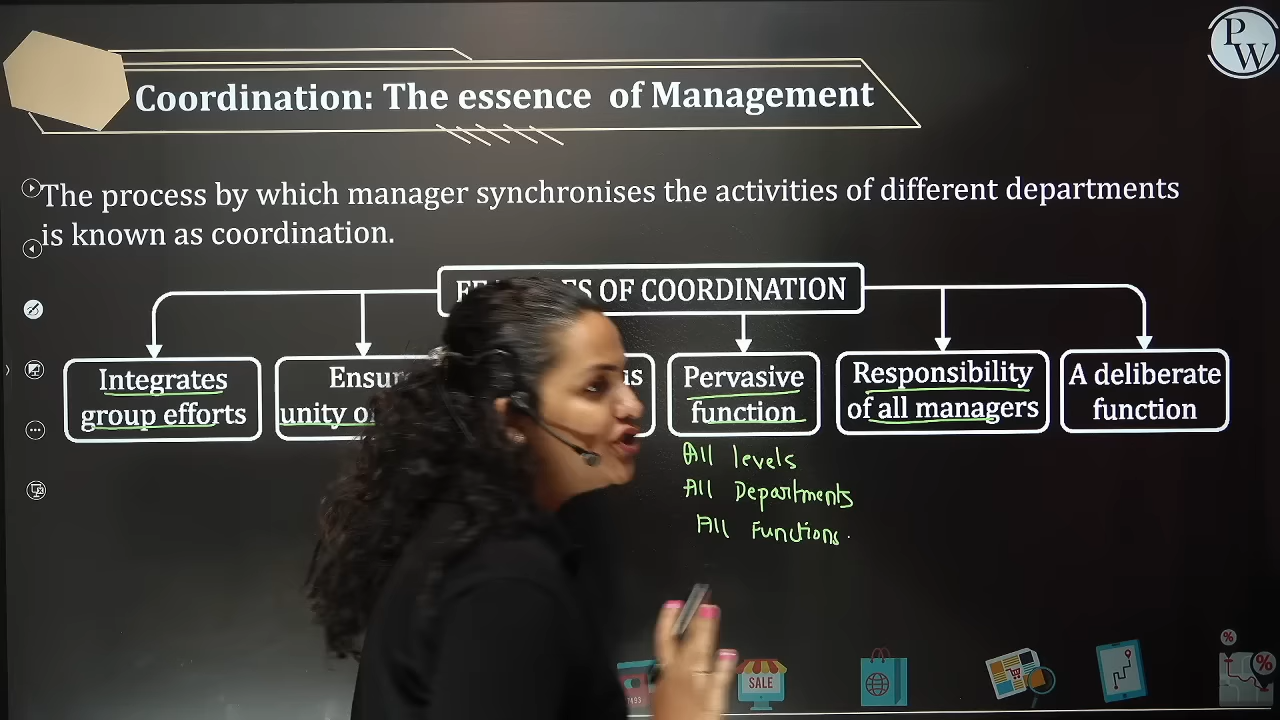 P
W
Coordination: The essence of Management
The process by which manager synchronises the activities of different departments
is known as coordination.
OF COORDINATION
Integrates
group efforts
unity
Pervasive
function
Responsibility
of all managers
A deliberate
function
All levels
All Departments
All Functions.
SALE
%
%